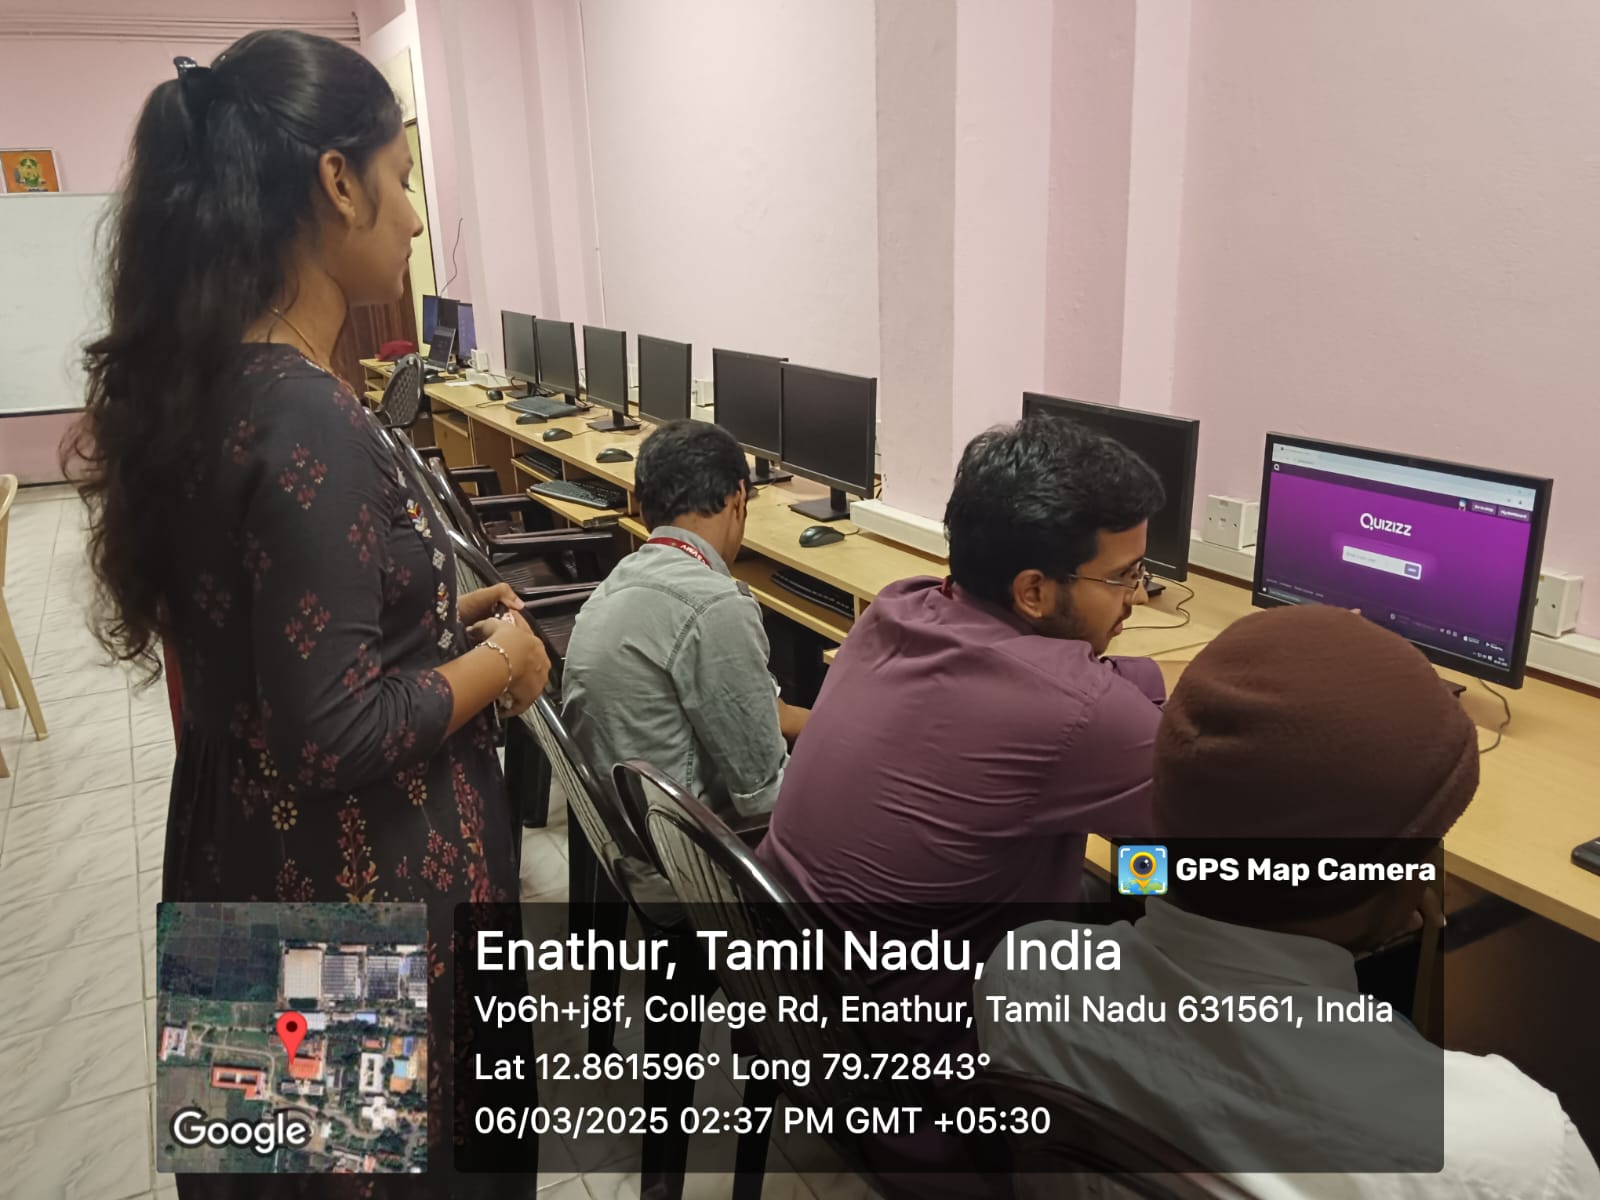 QUIZIZZ
GPS Map Camera
Enathur, Tamil Nadu, India
Vp6h+j8f, College Rd, Enathur, Tamil Nadu 631561, India
Lat 12.861596° Long 79.72843°
06/03/2025 02:37 PM GMT +05:30
Google